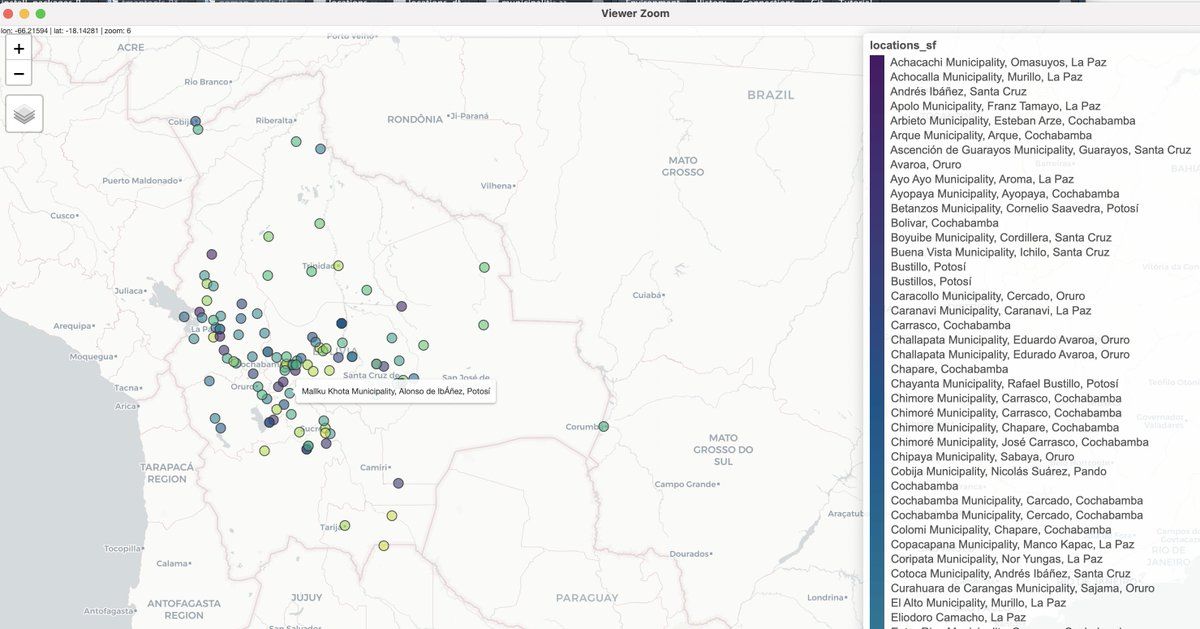 Viewer Zoom
lon: -66.21594 | lat: -18.14281 | zoom: 6
+
−
ACRE
Porto Velho
Rio Branco
BRAZIL
Cobija
Riberalta
RONDÔNIA
Ji-Paraná
MATO
GROSSO
Puerto Maldonado
Vilhena
Cusco
Trinidad
Juliaca
Cuiabá
Arequipa
La Pa
Moquegua
Cochabamba
Santa Cruz de
San José de
Tacna
Oruro
Mallku Khota Municipality, Alonso de IbÁñez, Potosí
Arica
Sucre
Corumb
MATO
GROSSO DO
SUL
TARAPACÁ
REGION
Camiri
Campo Grande
Tarija
Araçatub
Tocopilla
Dourados
Calama
JUJUY
PARAGUAY
Londrina
ANTOFAGASTA
REGION
Antofagasta
San Salvador
locations_sf
Achacachi Municipality, Omasuyos, La Paz
Achocalla Municipality, Murillo, La Paz
Andrés Ibáñez, Santa Cruz
Apolo Municipality, Franz Tamayo, La Paz
Arbieto Municipality, Esteban Arze, Cochabamba
Arque Municipality, Arque, Cochabamba
Ascención de Guarayos Municipality, Guarayos, Santa Cruz
Avaroa, Oruro
Ayo Ayo Municipality, Aroma, La Paz
Ayopaya Municipality, Ayopaya, Cochabamba
Betanzos Municipality, Cornelio Saavedra, Potosí
Bolivar, Cochabamba
Boyuibe Municipality, Cordillera, Santa Cruz
Buena Vista Municipality, Ichilo, Santa Cruz
Bustillo, Potosí
Bustillos, Potosí
Caracollo Municipality, Cercado, Oruro
Caranavi Municipality, Caranavi, La Paz
Carrasco, Cochabamba
Challapata Municipality, Eduardo Avaroa, Oruro
Challapata Municipality, Edurado Avaroa, Oruro
Chapare, Cochabamba
Chayanta Municipality, Rafael Bustillo, Potosí
Chimore Municipality, Carrasco, Cochabamba
Chimoré Municipality, Carrasco, Cochabamba
Chimoré Municipality, Chapare, Cochabamba
Chimoré Municipality, José Carrasco, Cochabamba
Chipaya Municipality, Sabaya, Oruro
Cobija Municipality, Nicolás Suárez, Pando
Cochabamba
Cochabamba Municipality, Carcado, Cochabamba
Cochabamba Municipality, Cercado, Cochabamba
Colomi Municipality, Chapare, Cochabamba
Copacapana Municipality, Manco Kapac, La Paz
Coripata Municipality, Nor Yungas, La Paz
Cotoca Municipality, Andrés Ibáñez, Santa Cruz
Curahuara de Carangas Municipality, Sajama, Oruro
El Alto Municipality, Murillo, La Paz
Eliodoro Camacho, La Paz